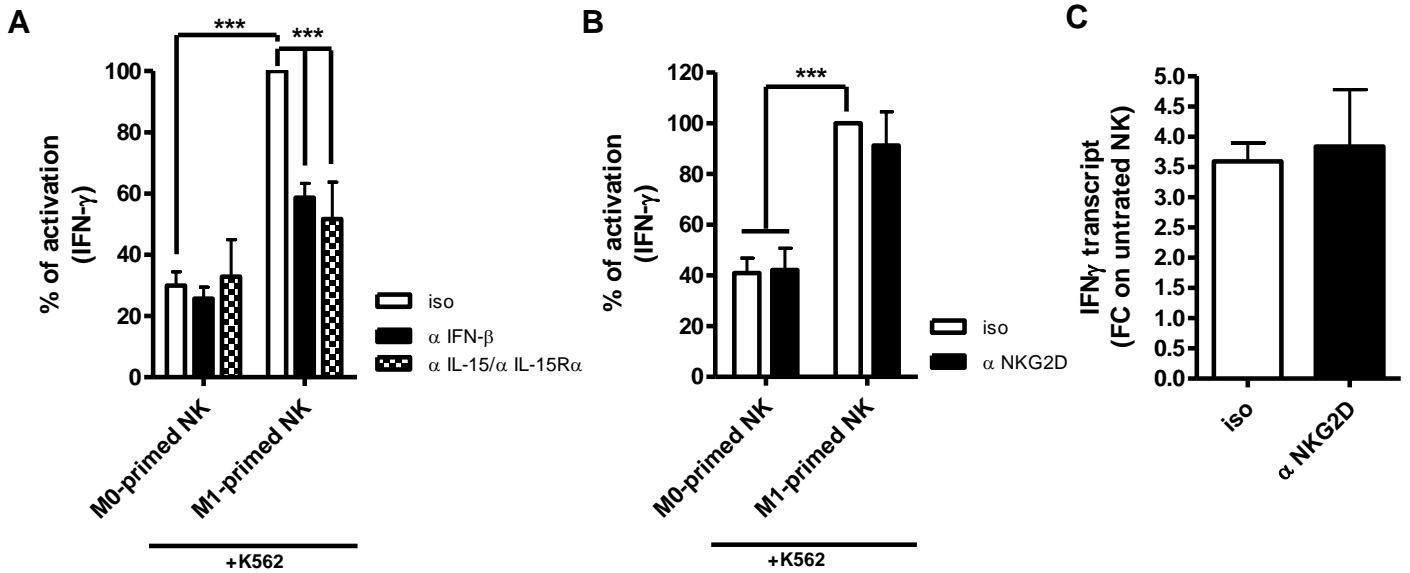 A
***
***
100
80
60
40
20
0
% of activation
(IFN-γ)
M0-primed NK
M1-primed NK
+K562
iso
α IFN-β
α IL-15/α IL-15Rα
B
***
120
100
80
60
40
20
0
% of activation
(IFN-γ)
M0-primed NK
M1-primed NK
+K562
iso
α NKG2D
C
5.0
4.5
4.0
3.5
3.0
2.5
2.0
1.5
1.0
0.5
0.0
IFNγ transcript
(FC on untrated NK)
iso
α NKG2D